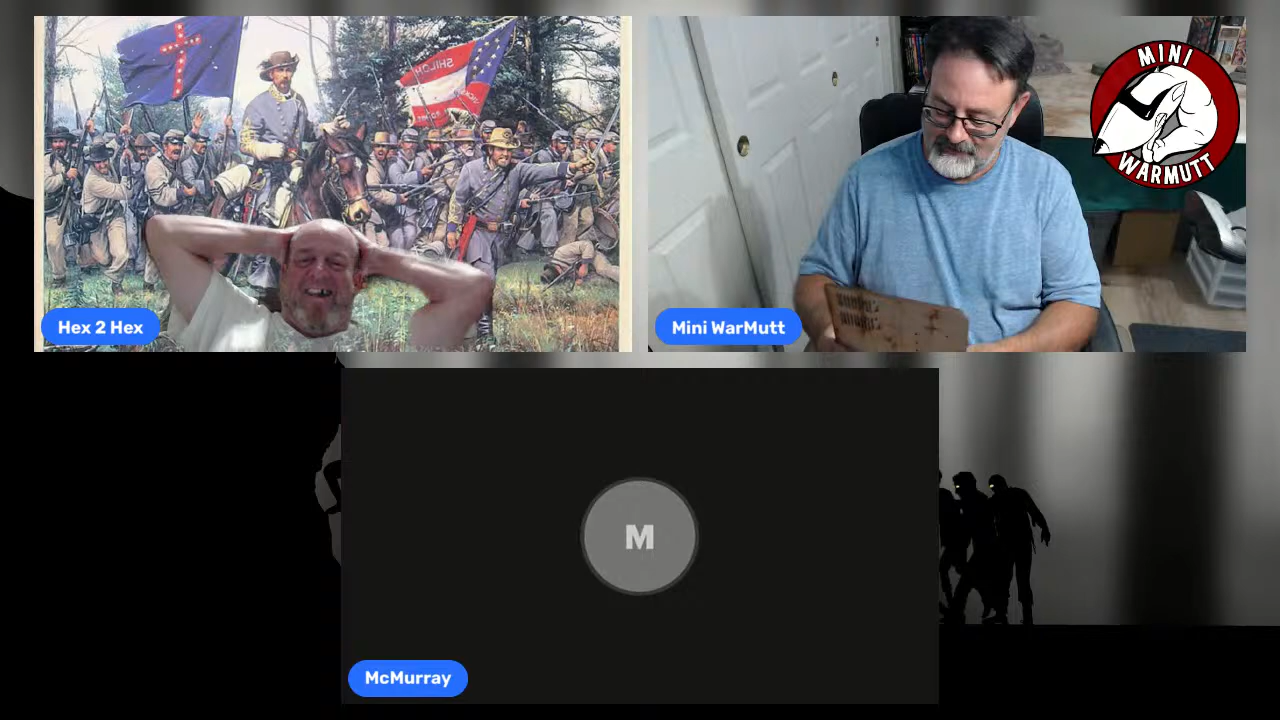 SHILOH
Hex 2 Hex
MINI
WARMUTT
Mini WarMutt
M
McMurray